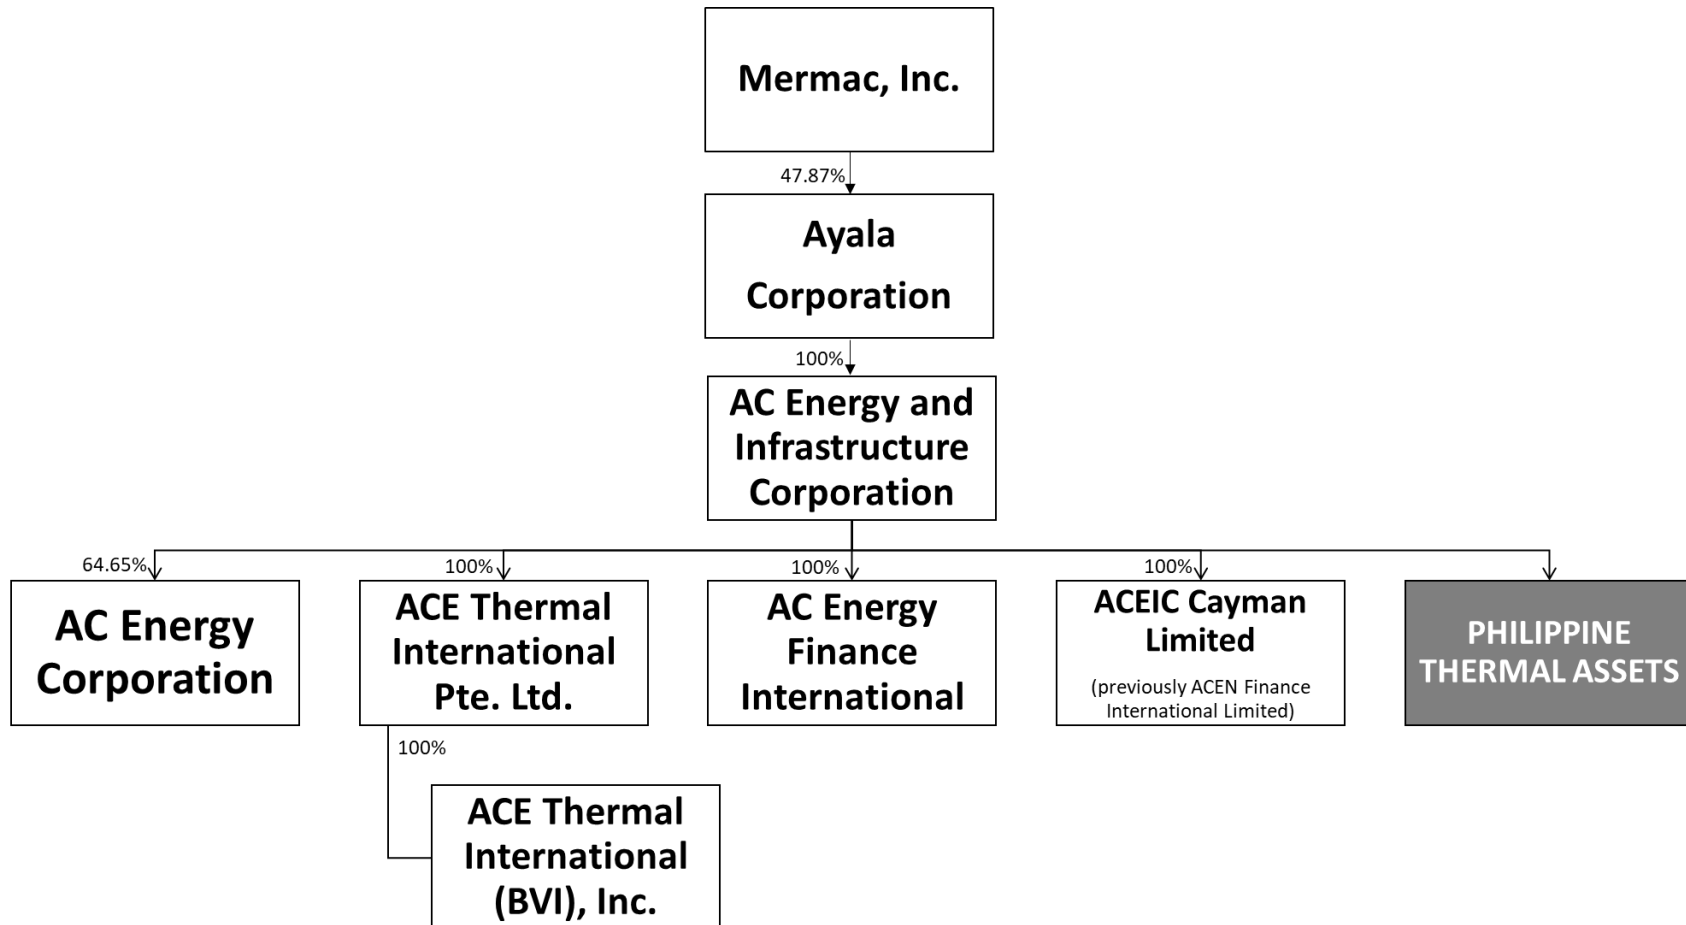 Mermac, Inc.
47.87%
Ayala
Corporation
100%
AC Energy and
Infrastructure
Corporation
64.65%
100%
100%
100%
AC Energy
Corporation
ACE Thermal
International
Pte. Ltd.
AC Energy
Finance
International
ACEIC Cayman
Limited
(previously ACEN Finance
International Limited)
PHILIPPINE
THERMAL ASSETS
100%
ACE Thermal
International
(BVI), Inc.